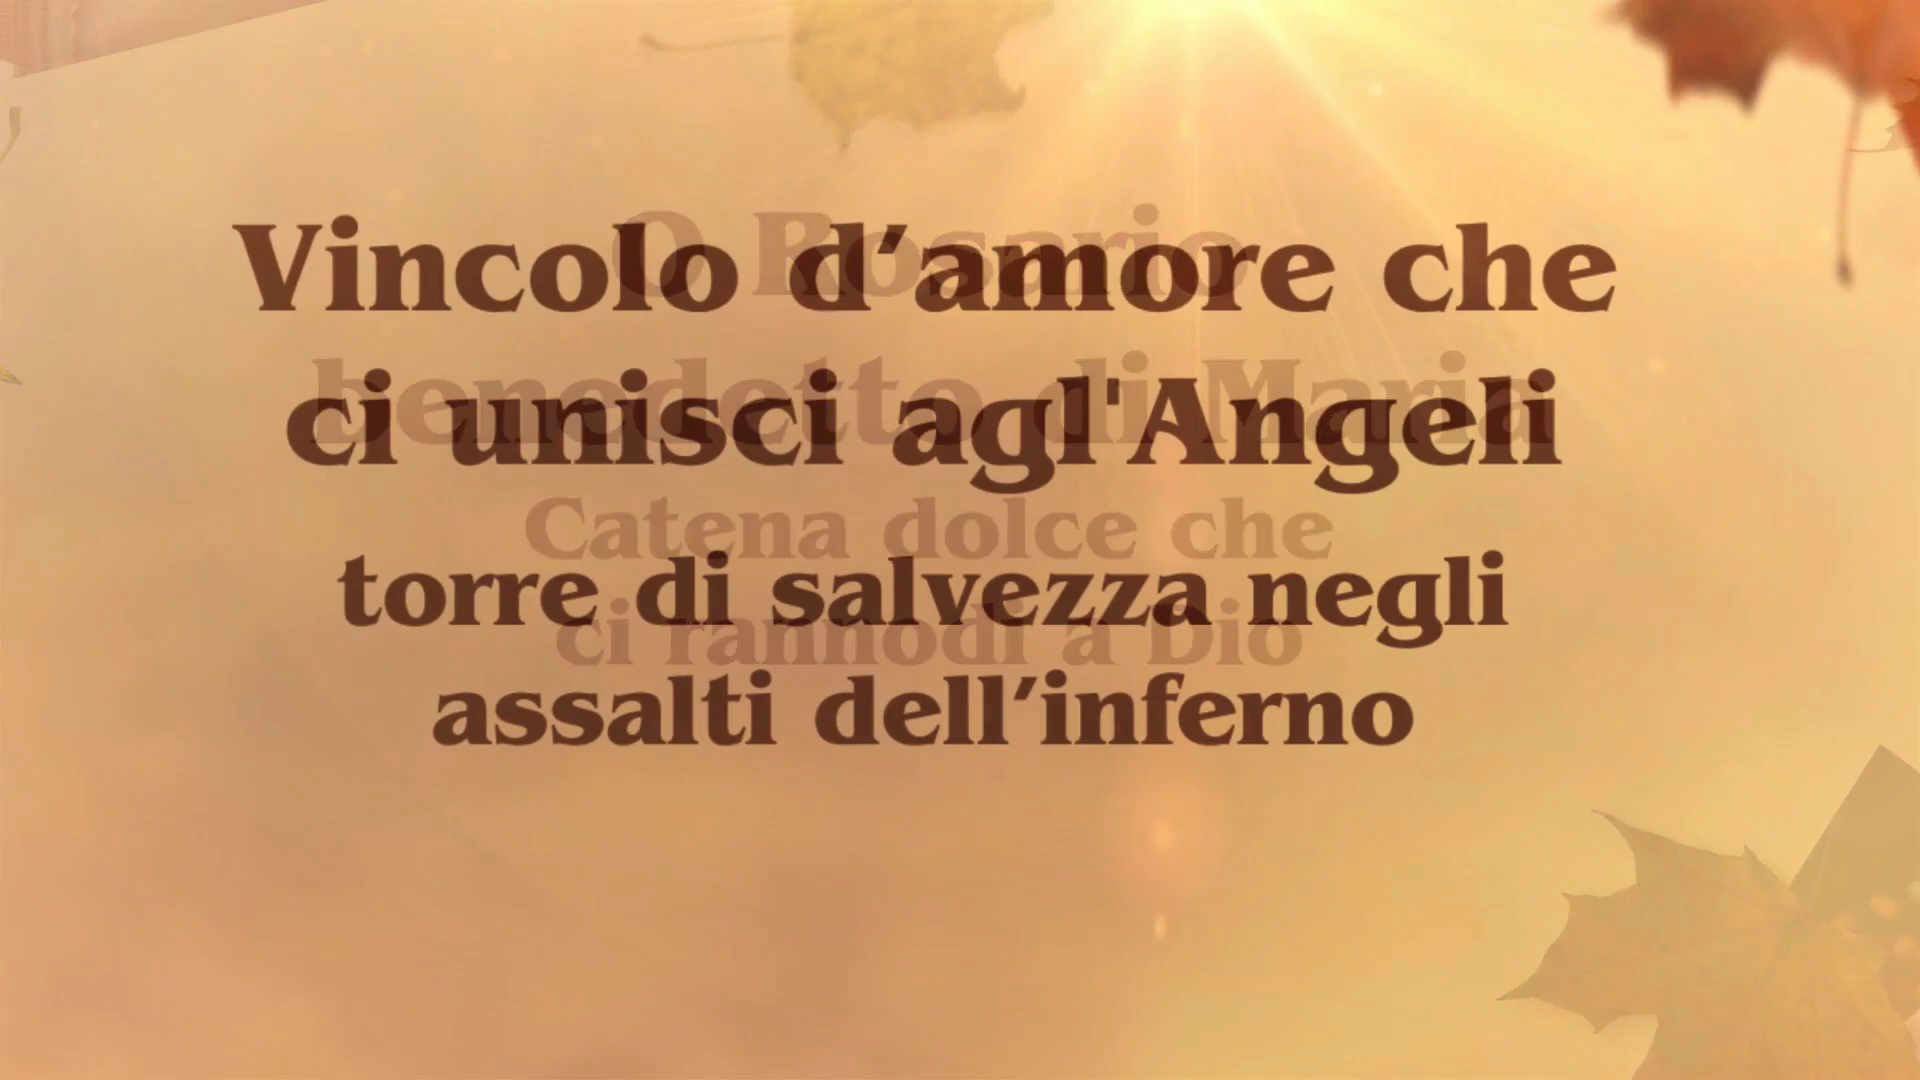 O Rosario
Vincolo d’amore che
benedetto di Maria
ci unisci agl'Angeli
Catena dolce che
torre di salvezza negli
ci rannodi a Dio
assalti dell’inferno